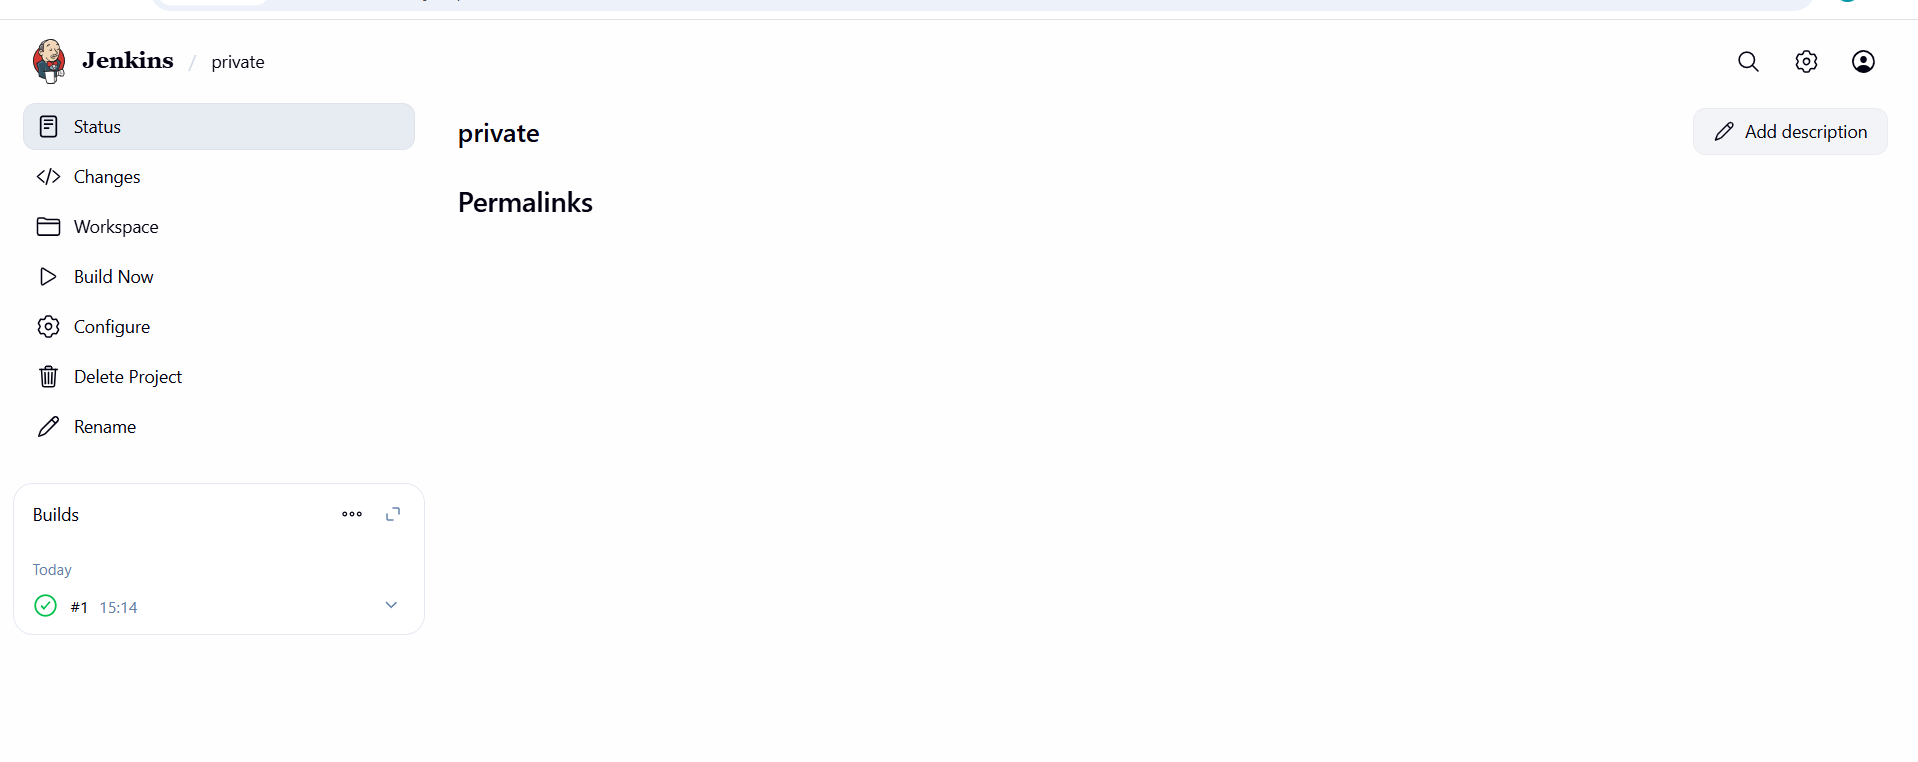 Jenkins / private
Status
Changes
Workspace
Build Now
Configure
Delete Project
Rename
Builds
Today
#1 15:14
private
Add description
Permalinks